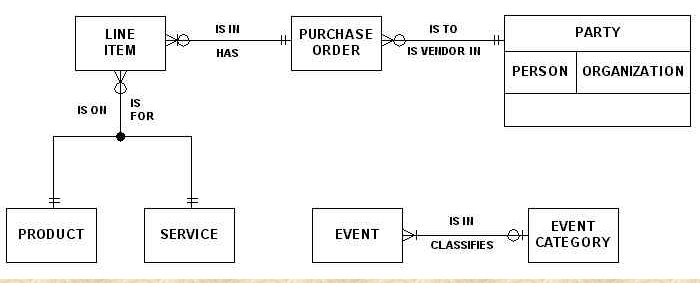 LINE
ITEM
IS IN
HAS
PURCHASE
ORDER
IS TO
IS VENDOR IN
PARTY
PERSON
ORGANIZATION
IS ON
IS
FOR
PRODUCT
SERVICE
EVENT
IS IN
CLASSIFIES
EVENT
CATEGORY